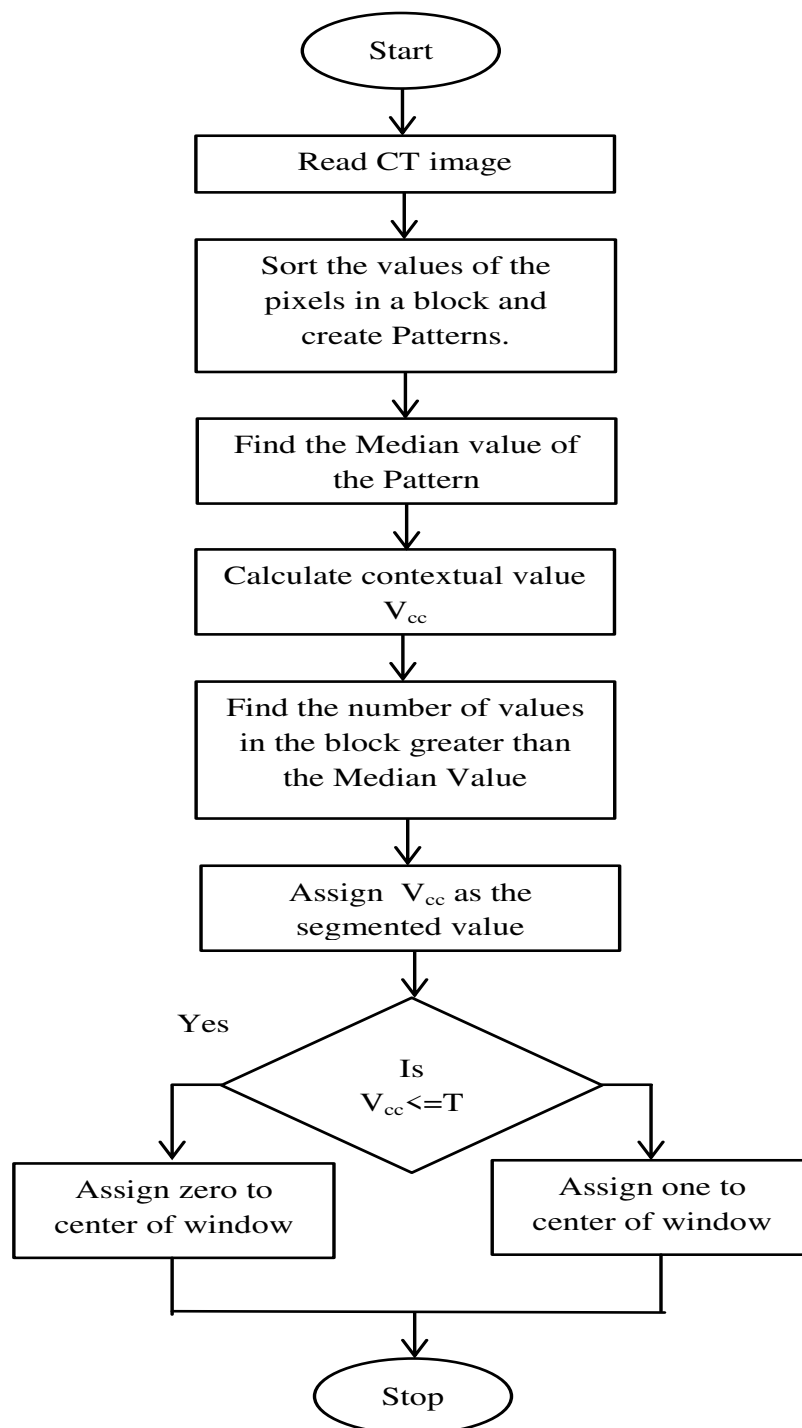 Start
Read CT image
Sort the values of the
pixels in a block and
create Patterns.
Find the Median value of
the Pattern
Calculate contextual value
Vcc
Find the number of values
in the block greater than
the Median Value
Assign Vcc as the
segmented value
Yes
Is
Vcc<=T
Assign zero to
center of window
Assign one to
center of window
Stop